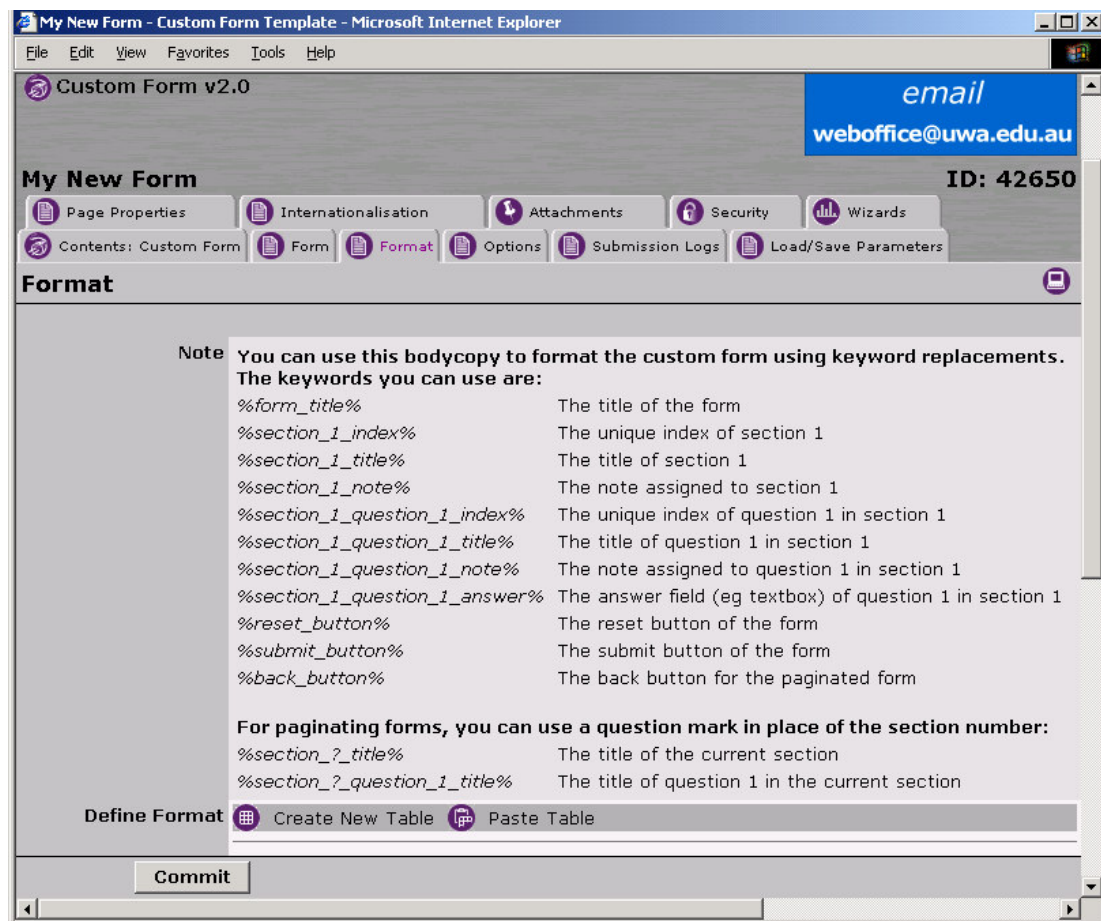 My New Form - Custom Form Template - Microsoft Internet Explorer
File Edit View Favorites Tools Help
Custom Form v2.0
email
weboffice@uwa.edu.au
My New Form ID: 42650
Page Properties Internationalisation Attachments Security Wizards
Contents: Custom Form Form Format Options Submission Logs Load/Save Parameters
Format
Note You can use this bodycopy to format the custom form using keyword replacements.
The keywords you can use are:
%form_title% The title of the form
%section_1_index% The unique index of section 1
%section_1_title% The title of section 1
%section_1_note% The note assigned to section 1
%section_1_question_1_index% The unique index of question 1 in section 1
%section_1_question_1_title% The title of question 1 in section 1
%section_1_question_1_note% The note assigned to question 1 in section 1
%section_1_question_1_answer% The answer field (eg textbox) of question 1 in section 1
%reset_button% The reset button of the form
%submit_button% The submit button of the form
%back_button% The back button for the paginated form
For paginating forms, you can use a question mark in place of the section number:
%section_?_title% The title of the current section
%section_?_question_1_title% The title of question 1 in the current section
Define Format Create New Table Paste Table
Commit